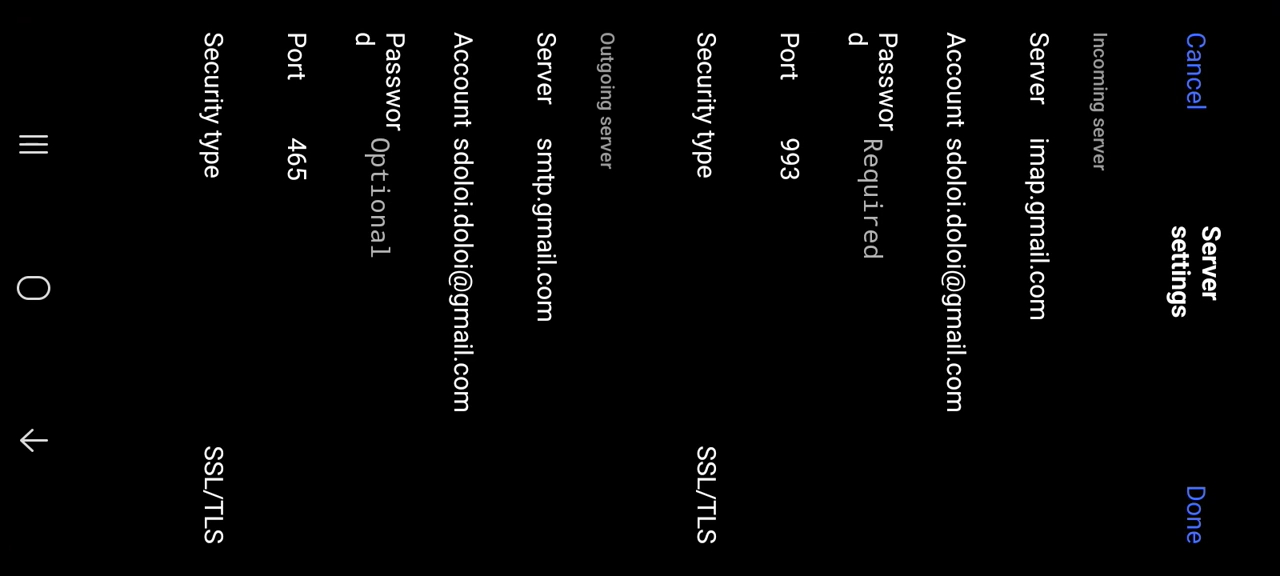 Cancel Server settings Done
Incoming server
Server imap.gmail.com
Account sdoloi.doloi@gmail.com
Password Required
Port 993
Security type SSL/TLS
Outgoing server
Server smtp.gmail.com
Account sdoloi.doloi@gmail.com
Password Optional
Port 465
Security type SSL/TLS